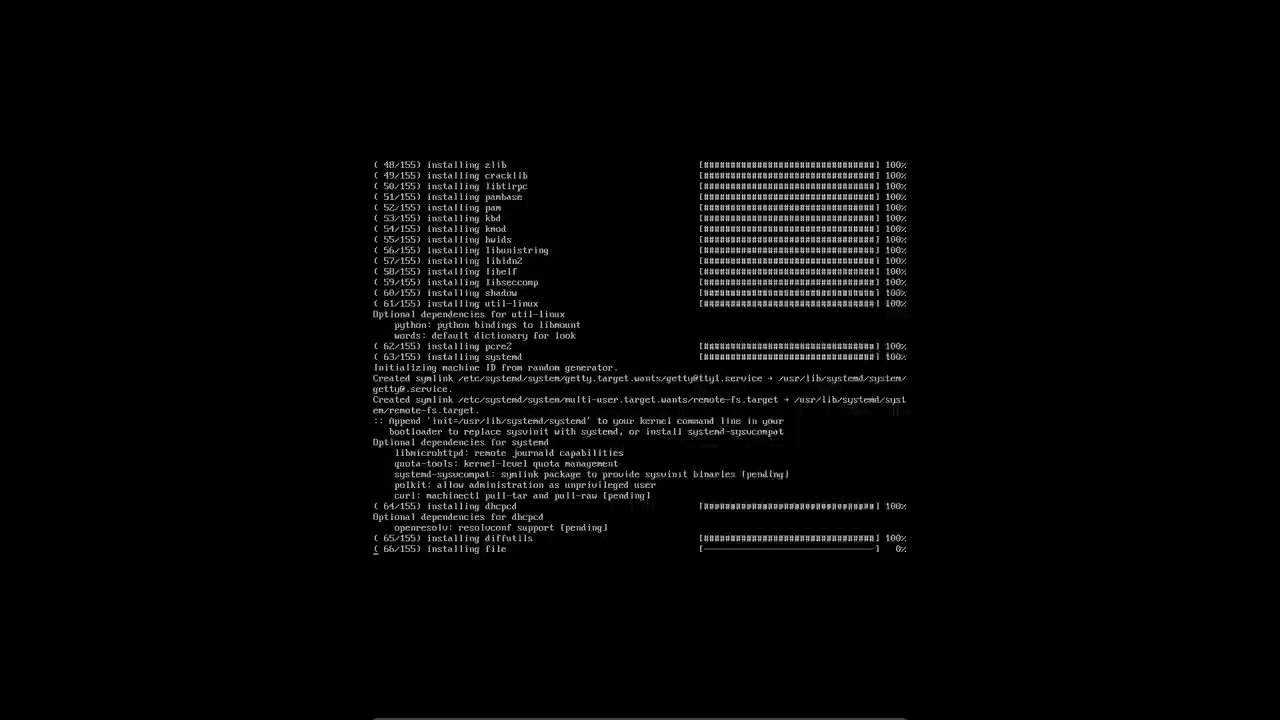 ( 48/155) installing zlib [################################] 100%
( 49/155) installing cracklib [################################] 100%
( 50/155) installing libtirpc [################################] 100%
( 51/155) installing pambase [################################] 100%
( 52/155) installing pam [################################] 100%
( 53/155) installing kbd [################################] 100%
( 54/155) installing kmod [################################] 100%
( 55/155) installing hwids [################################] 100%
( 56/155) installing libunistring [################################] 100%
( 57/155) installing libidn2 [################################] 100%
( 58/155) installing libelf [################################] 100%
( 59/155) installing libseccomp [################################] 100%
( 60/155) installing shadow [################################] 100%
( 61/155) installing util-linux [################################] 100%
Optional dependencies for util-linux
python: python bindings to libmount
words: default dictionary for look
( 62/155) installing pcre2 [################################] 100%
( 63/155) installing systemd [################################] 100%
Initializing machine ID from random generator.
Created symlink /etc/systemd/system/getty.target.wants/getty@tty1.service → /usr/lib/systemd/system/
getty@.service.
Created symlink /etc/systemd/system/multi-user.target.wants/remote-fs.target → /usr/lib/systemd/syst
em/remote-fs.target.
:: Append 'init=/usr/lib/systemd/systemd' to your kernel command line in your
bootloader to replace sysvinit with systemd, or install systemd-sysvcompat
Optional dependencies for systemd
libmicrohttpd: remote journald capabilities
quota-tools: kernel-level quota management
systemd-sysvcompat: symlink package to provide sysvinit binaries [pending]
polkit: allow administration as unprivileged user
curl: machinectl pull-tar and pull-raw [pending]
( 64/155) installing dhcpcd [################################] 100%
Optional dependencies for dhcpcd
openresolv: resolvconf support [pending]
( 65/155) installing diffutils [################################] 100%
( 66/155) installing file [--------------------------------] 0%